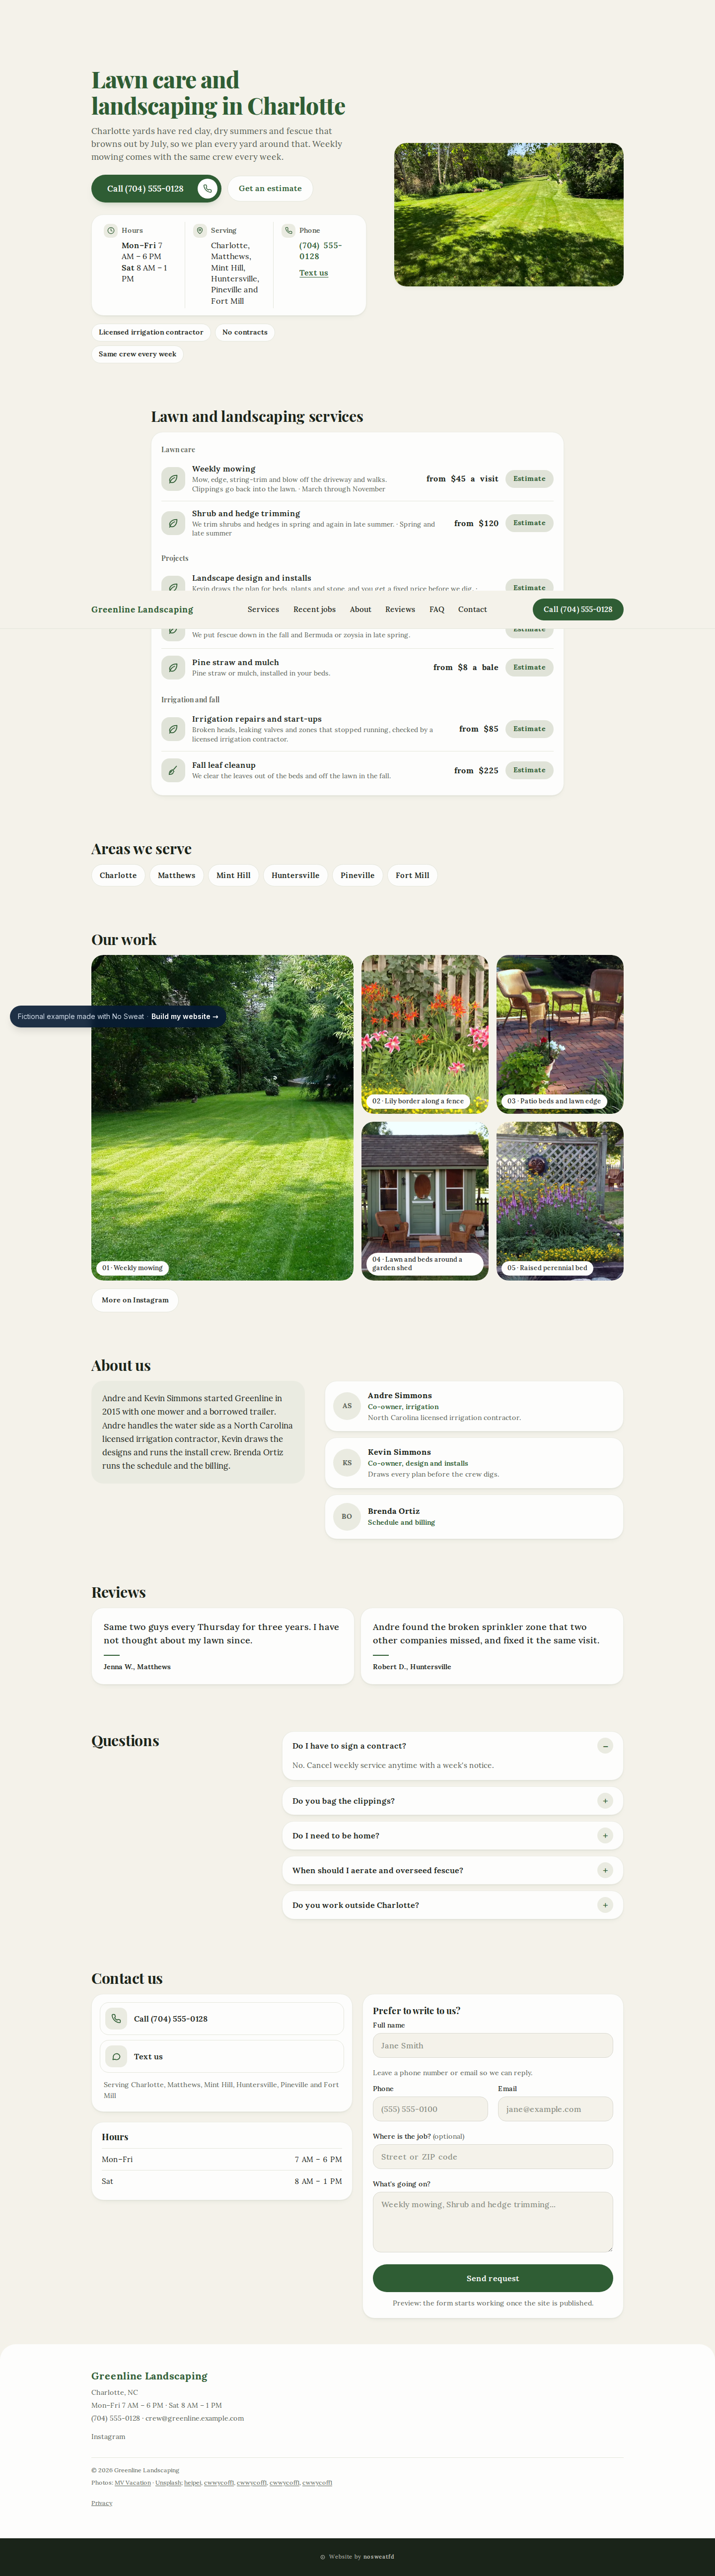 Lawn care and
landscaping in Charlotte
Charlotte yards have red clay, dry summers and fescue that
browns out by July, so we plan every yard around that. Weekly
mowing comes with the same crew every week.
Call (704) 555-0128
Get an estimate
Hours
Mon–Fri 7
AM – 6 PM
Sat 8 AM – 1
PM
Serving
Charlotte,
Matthews,
Mint Hill,
Huntersville,
Pineville and
Fort Mill
Phone
(704) 555-
0128
Text us
Licensed irrigation contractor
No contracts
Same crew every week
Lawn and landscaping services
Lawn care
Weekly mowing
Mow, edge, string-trim and blow off the driveway and walks.
Clippings go back into the lawn. · March through November
from $45 a visit
Estimate
Shrub and hedge trimming
We trim shrubs and hedges in spring and again in late summer. · Spring and
late summer
from $120
Estimate
Projects
Landscape design and installs
Kevin draws the plan for beds, plants and stone, and you get a fixed price before we dig. ·
Estimate
Greenline Landscaping
Services
Recent jobs
About
Reviews
FAQ
Contact
Call (704) 555-0128
We put fescue down in the fall and Bermuda or zoysia in late spring.
Estimate
Pine straw and mulch
Pine straw or mulch, installed in your beds.
from $8 a bale
Estimate
Irrigation and fall
Irrigation repairs and start-ups
Broken heads, leaking valves and zones that stopped running, checked by a
licensed irrigation contractor.
from $85
Estimate
Fall leaf cleanup
We clear the leaves out of the beds and off the lawn in the fall.
from $225
Estimate
Areas we serve
Charlotte
Matthews
Mint Hill
Huntersville
Pineville
Fort Mill
Our work
Fictional example made with No Sweat · Build my website →
01 · Weekly mowing
02 · Lily border along a fence
03 · Patio beds and lawn edge
04 · Lawn and beds around a
garden shed
05 · Raised perennial bed
More on Instagram
About us
Andre and Kevin Simmons started Greenline in
2015 with one mower and a borrowed trailer.
Andre handles the water side as a North Carolina
licensed irrigation contractor, Kevin draws the
designs and runs the install crew. Brenda Ortiz
runs the schedule and the billing.
AS
Andre Simmons
Co-owner, irrigation
North Carolina licensed irrigation contractor.
KS
Kevin Simmons
Co-owner, design and installs
Draws every plan before the crew digs.
BO
Brenda Ortiz
Schedule and billing
Reviews
Same two guys every Thursday for three years. I have
not thought about my lawn since.
Jenna W., Matthews
Andre found the broken sprinkler zone that two
other companies missed, and fixed it the same visit.
Robert D., Huntersville
Questions
Do I have to sign a contract?
No. Cancel weekly service anytime with a week's notice.
Do you bag the clippings?
Do I need to be home?
When should I aerate and overseed fescue?
Do you work outside Charlotte?
Contact us
Call (704) 555-0128
Text us
Serving Charlotte, Matthews, Mint Hill, Huntersville, Pineville and Fort
Mill
Hours
Mon–Fri
7 AM – 6 PM
Sat
8 AM – 1 PM
Prefer to write to us?
Full name
Jane Smith
Leave a phone number or email so we can reply.
Phone
Email
(555) 555-0100
jane@example.com
Where is the job? (optional)
Street or ZIP code
What's going on?
Weekly mowing, Shrub and hedge trimming...
Send request
Preview: the form starts working once the site is published.
Greenline Landscaping
Charlotte, NC
Mon–Fri 7 AM – 6 PM · Sat 8 AM – 1 PM
(704) 555-0128 · crew@greenline.example.com
Instagram
© 2026 Greenline Landscaping
Photos: MV Vacation · Unsplash; heipei, cwwycoff1, cwwycoff1, cwwycoff1, cwwycoff1
Privacy
Website by nosweatfd